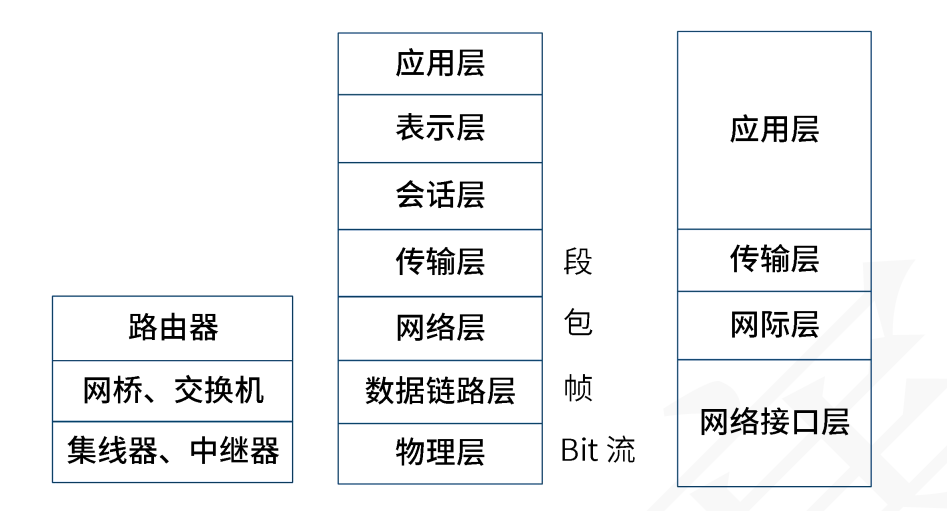 应用层
表示层
会话层
传输层
网络层
数据链路层
物理层
段
包
帧
Bit 流
路由器
网桥、交换机
集线器、中继器
应用层
传输层
网际层
网络接口层